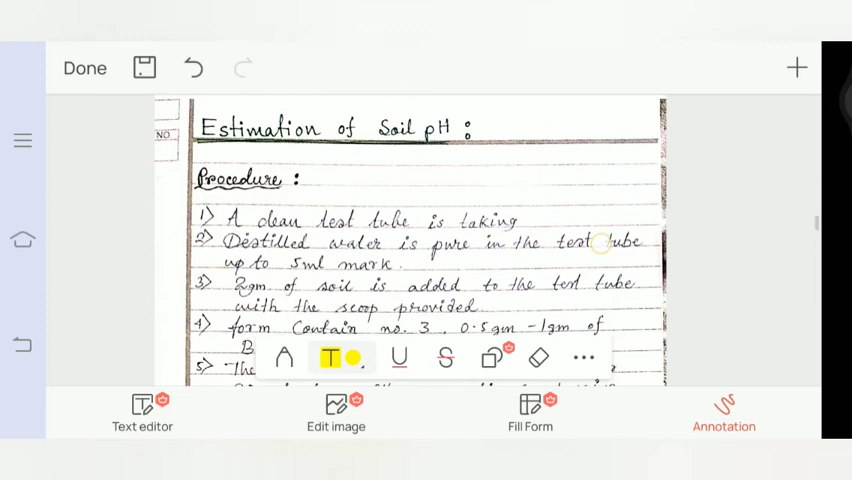 Done
NO.
Estimation of Soil pH :
Procedure :
1) A clean test tube is taking
2) Distilled water is pure in the test tube
up to 5ml mark.
3) 2gm of soil is added to the test tube
with the scoop provided
4) form Contain no. 3, 0.5gm - 1gm of
B
5) The
Text editor
Edit image
Fill Form
Annotation